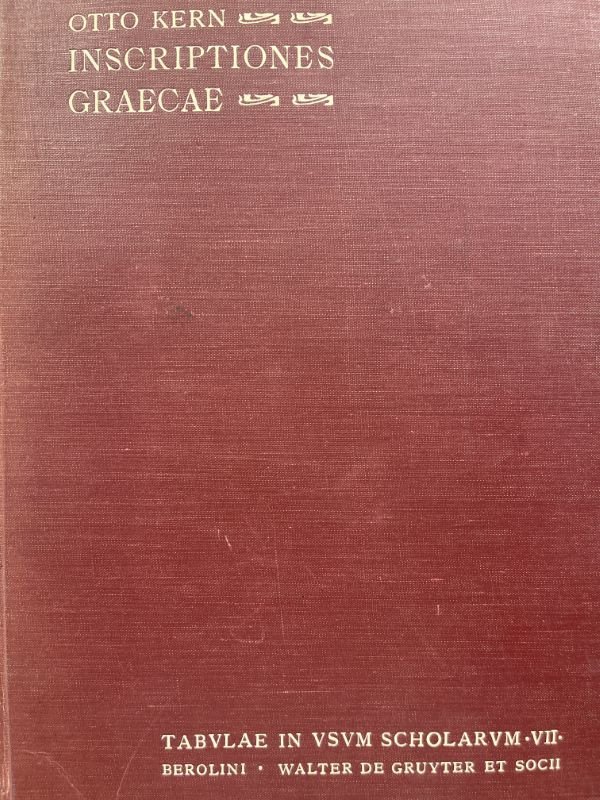 OTTO KERN
INSCRIPTIONES
GRAECAE
TABVLAE IN VSVM SCHOLARVM·VII·
BEROLINI · WALTER DE GRUYTER ET SOCII